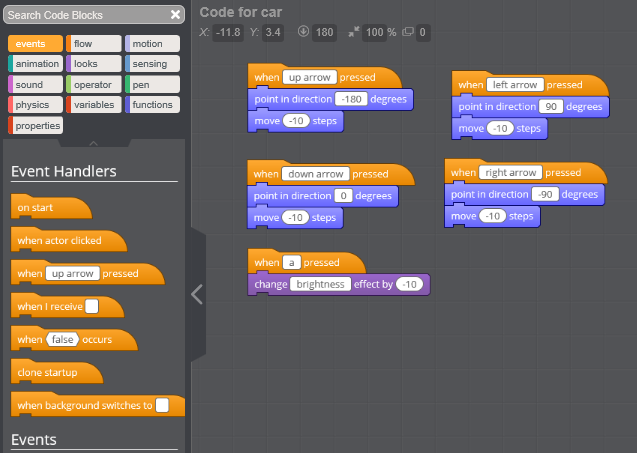 Search Code Blocks
events flow motion
animation looks sensing
sound operator pen
physics variables functions
properties
Event Handlers
on start
when actor clicked
when up arrow pressed
when I receive
when false occurs
clone startup
when background switches to
Events
Code for car
X: -11.8 Y: 3.4 180 100 % 0
when up arrow pressed
point in direction -180 degrees
move -10 steps
when left arrow pressed
point in direction 90 degrees
move -10 steps
when down arrow pressed
point in direction 0 degrees
move -10 steps
when right arrow pressed
point in direction -90 degrees
move -10 steps
when a pressed
change brightness effect by -10